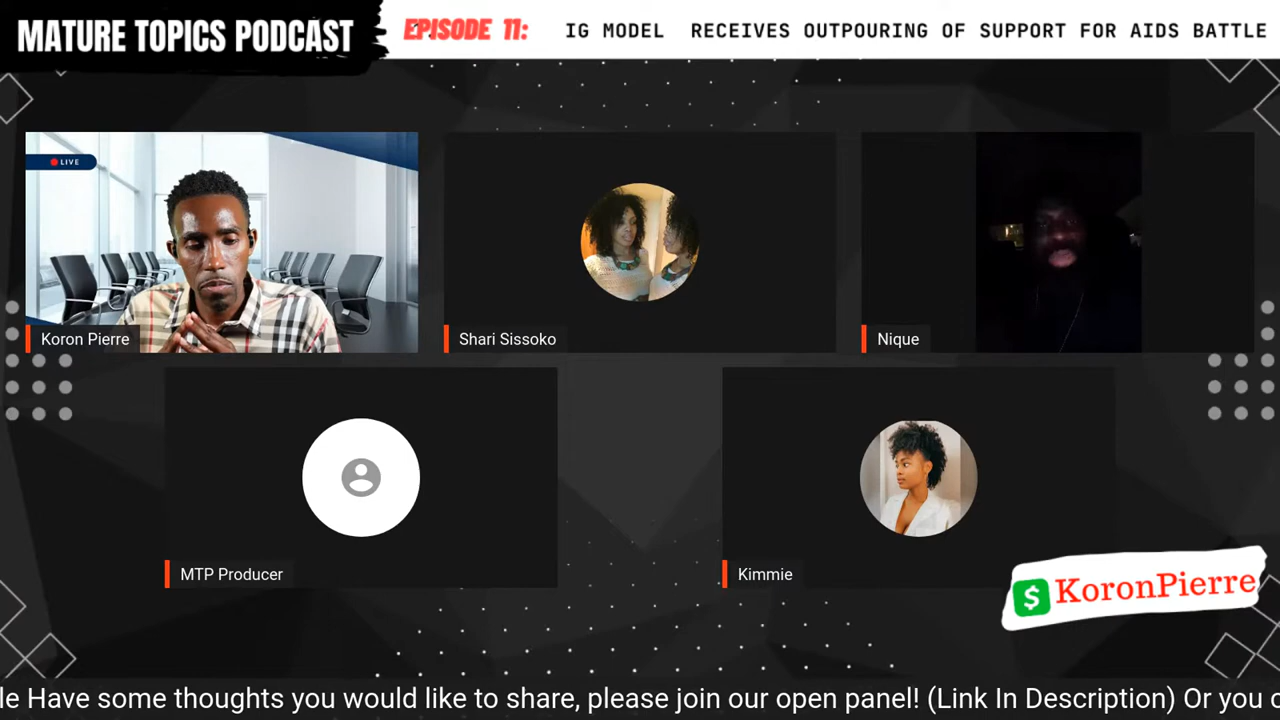 MATURE TOPICS PODCAST
EPISODE 11:
IG MODEL RECEIVES OUTPOURING OF SUPPORT FOR AIDS BATTLE
LIVE
Koron Pierre
Shari Sissoko
Nique
MTP Producer
Kimmie
$ KoronPierre
le Have some thoughts you would like to share, please join our open panel! (Link In Description) Or you c